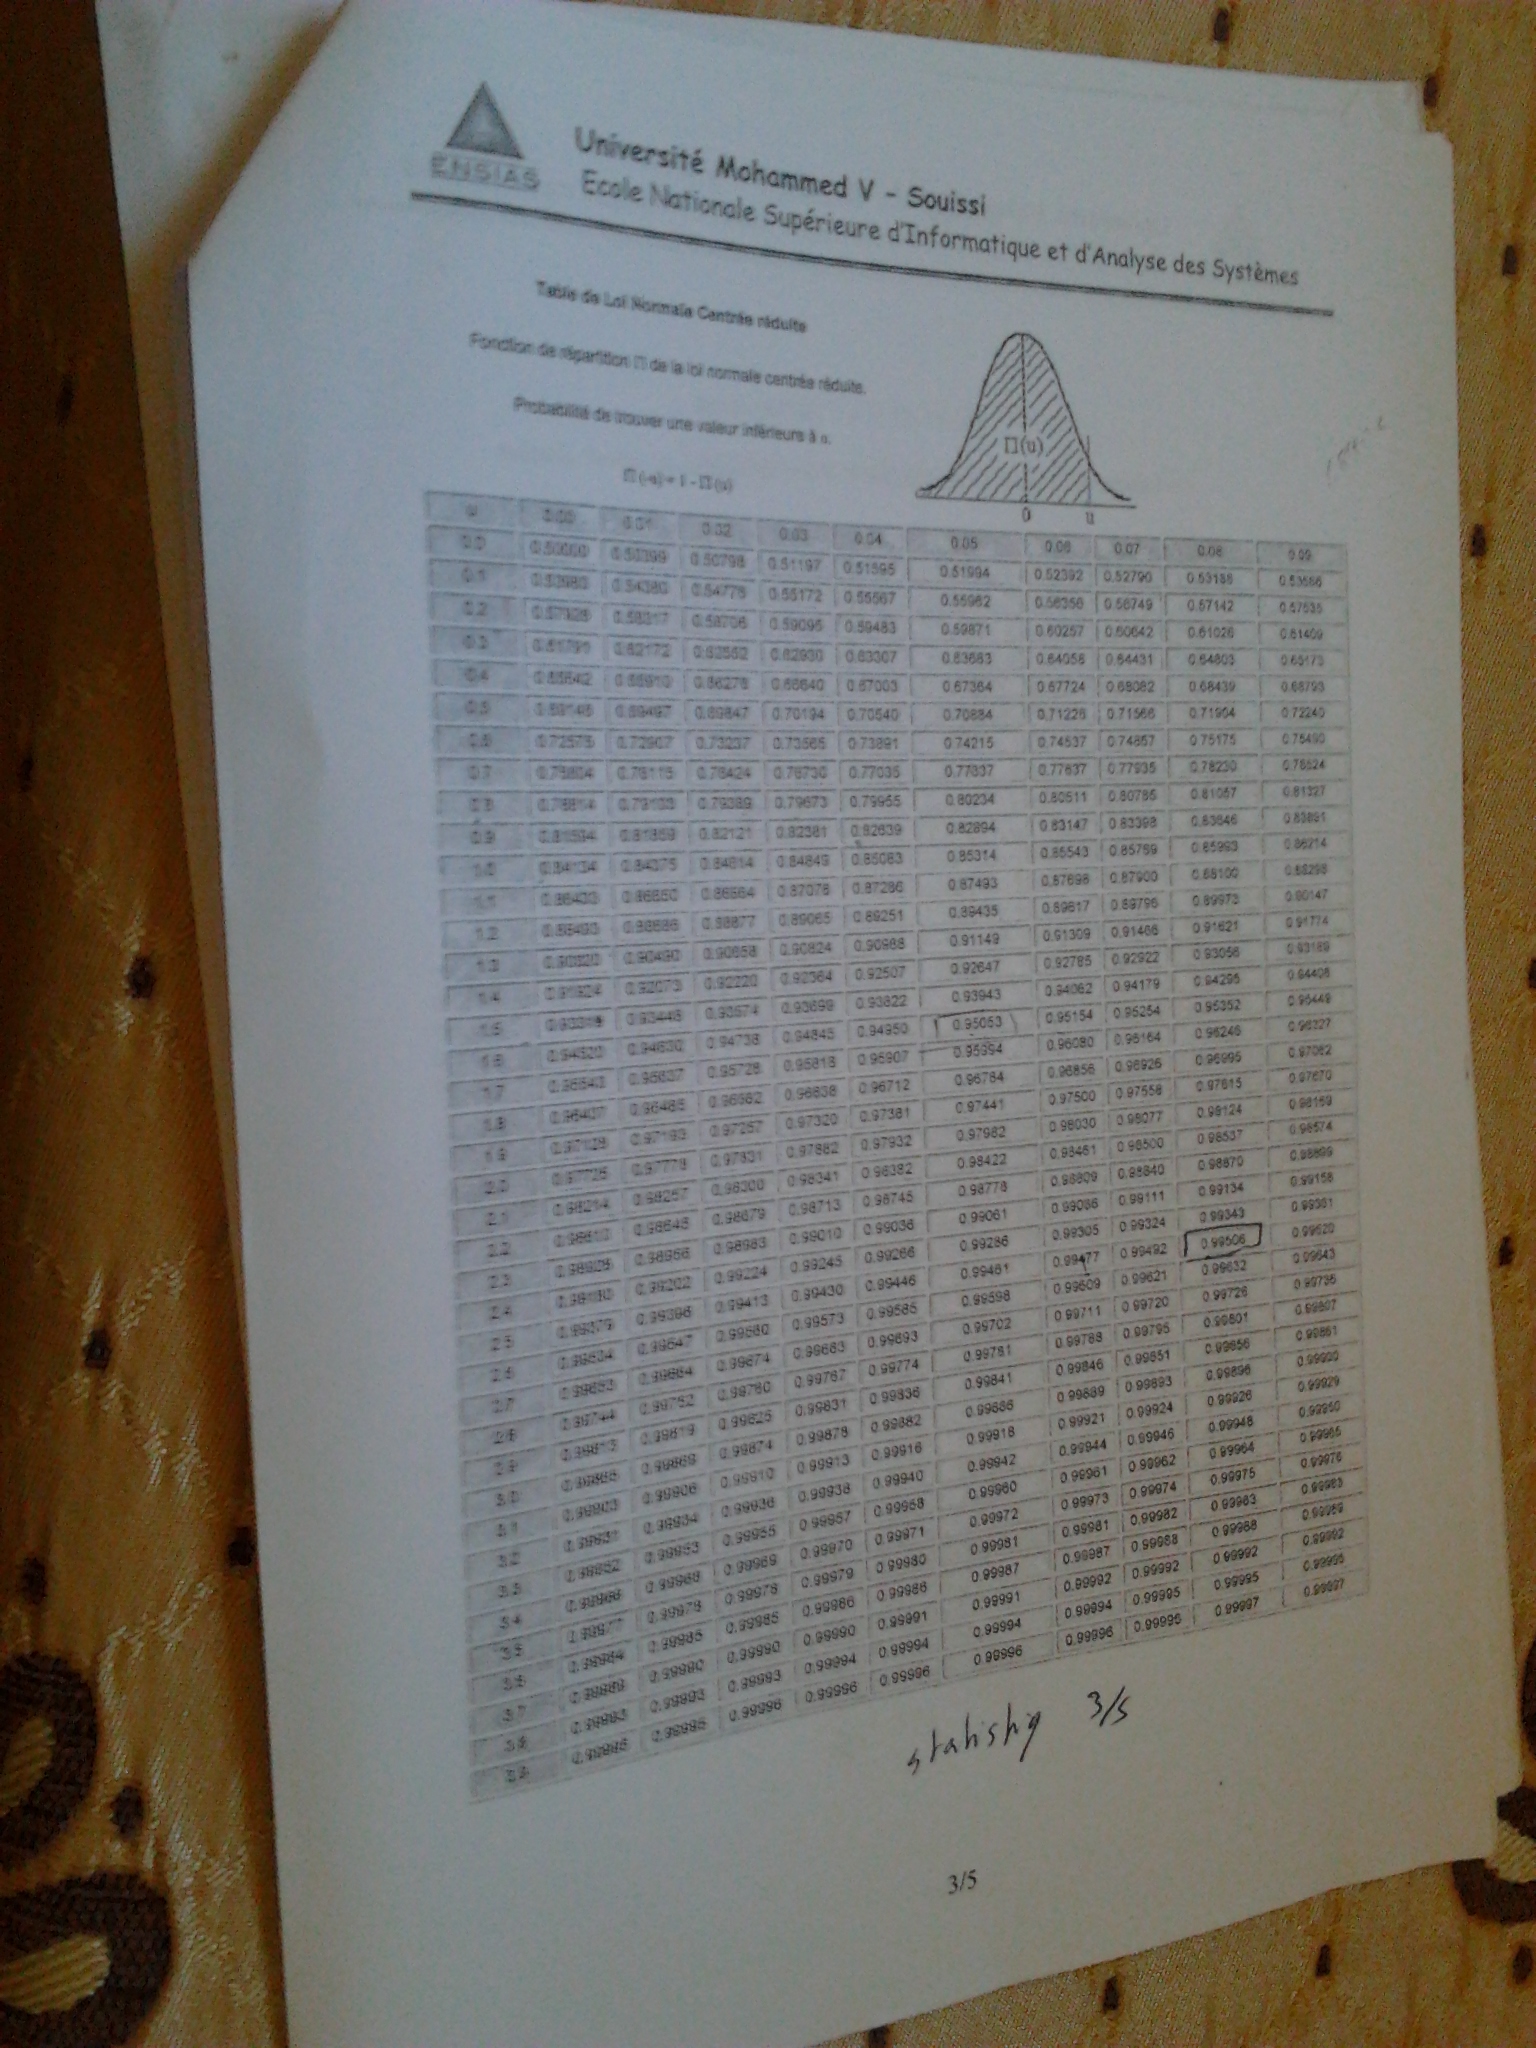 ENSIAS
Université Mohammed V - Souissi
Ecole Nationale Supérieure d'Informatique et d'Analyse des Systèmes
Table de Loi Normale Centrée réduite
Fonction de répartition Π de la loi normale centrée réduite.
Probabilité de trouver une valeur inférieure à u.
Π(-u) = 1 - Π(u)
Π(u)
0 u
u 0.00 0.01 0.02 0.03 0.04 0.05 0.06 0.07 0.08 0.09
0.0 0.50000 0.50399 0.50798 0.51197 0.51595 0.51994 0.52392 0.52790 0.53188 0.53586
0.1 0.53980 0.54380 0.54776 0.55172 0.55567 0.55962 0.56356 0.56749 0.57142 0.57535
0.2 0.57926 0.58317 0.58706 0.59095 0.59483 0.59871 0.60257 0.60642 0.61026 0.61409
0.3 0.61791 0.62172 0.62552 0.62930 0.63307 0.63683 0.64058 0.64431 0.64803 0.65173
0.4 0.65542 0.65910 0.66276 0.66640 0.67003 0.67364 0.67724 0.68082 0.68439 0.68793
0.5 0.69146 0.69497 0.69847 0.70194 0.70540 0.70884 0.71226 0.71566 0.71904 0.72240
0.6 0.72575 0.72907 0.73237 0.73565 0.73891 0.74215 0.74537 0.74857 0.75175 0.75490
0.7 0.75804 0.76115 0.76424 0.76730 0.77035 0.77337 0.77637 0.77935 0.78230 0.78524
0.8 0.79103 0.79389 0.79673 0.79955 0.80234 0.80511 0.80785 0.81057 0.81327
0.9 0.81594 0.81859 0.82121 0.82381 0.82639 0.82894 0.83147 0.83398 0.83646 0.83891
1.0 0.84134 0.84375 0.84614 0.84849 0.85083 0.85314 0.85543 0.85769 0.85993 0.86214
1.1 0.86433 0.86650 0.86864 0.87076 0.87286 0.87493 0.87698 0.87900 0.88100 0.88298
1.2 0.88493 0.88686 0.88877 0.89065 0.89251 0.89435 0.89617 0.89796 0.89973 0.90147
1.3 0.90320 0.90490 0.90658 0.90824 0.90988 0.91149 0.91309 0.91466 0.91621 0.91774
1.4 0.91924 0.92073 0.92220 0.92364 0.92507 0.92647 0.92785 0.92922 0.93056 0.93189
1.5 0.93319 0.93448 0.93574 0.93699 0.93822 0.93943 0.94062 0.94179 0.94295 0.94408
1.6 0.94520 0.94630 0.94738 0.94845 0.94950 0.95053 0.95154 0.95254 0.95352 0.95449
1.7 0.95543 0.95637 0.95728 0.95818 0.95907 0.95994 0.96080 0.96164 0.96246 0.96327
1.8 0.96407 0.96485 0.96562 0.96638 0.96712 0.96784 0.96856 0.96926 0.96995 0.97062
1.9 0.97128 0.97193 0.97257 0.97320 0.97381 0.97441 0.97500 0.97558 0.97615 0.97670
2.0 0.97725 0.97778 0.97831 0.97882 0.97932 0.97982 0.98030 0.98077 0.98124 0.98169
2.1 0.98214 0.98257 0.98300 0.98341 0.98382 0.98422 0.98461 0.98500 0.98537 0.98574
2.2 0.98610 0.98645 0.98679 0.98713 0.98745 0.98778 0.98809 0.98840 0.98870 0.98899
2.3 0.98928 0.98956 0.98983 0.99010 0.99036 0.99061 0.99086 0.99111 0.99134 0.99158
2.4 0.99180 0.99202 0.99224 0.99245 0.99266 0.99286 0.99305 0.99324 0.99343 0.99361
2.5 0.99379 0.99396 0.99413 0.99430 0.99446 0.99461 0.99477 0.99492 0.99506 0.99520
2.6 0.99534 0.99547 0.99560 0.99573 0.99585 0.99598 0.99609 0.99621 0.99632 0.99643
2.7 0.99653 0.99664 0.99674 0.99683 0.99693 0.99702 0.99711 0.99720 0.99726 0.99736
2.8 0.99744 0.99752 0.99760 0.99767 0.99774 0.99781 0.99788 0.99795 0.99801 0.99807
2.9 0.99813 0.99819 0.99825 0.99831 0.99836 0.99841 0.99846 0.99851 0.99856 0.99861
3.0 0.99865 0.99869 0.99874 0.99878 0.99882 0.99886 0.99889 0.99893 0.99896 0.99900
3.1 0.99903 0.99906 0.99910 0.99913 0.99916 0.99918 0.99921 0.99924 0.99926 0.99929
3.2 0.99931 0.99934 0.99936 0.99938 0.99940 0.99942 0.99944 0.99946 0.99948 0.99950
3.3 0.99952 0.99953 0.99955 0.99957 0.99958 0.99960 0.99961 0.99962 0.99964 0.99965
3.4 0.99966 0.99968 0.99969 0.99970 0.99971 0.99972 0.99973 0.99974 0.99975 0.99976
3.5 0.99977 0.99978 0.99978 0.99979 0.99980 0.99981 0.99981 0.99982 0.99983 0.99983
3.6 0.99984 0.99985 0.99985 0.99986 0.99986 0.99987 0.99987 0.99988 0.99988 0.99989
3.7 0.99989 0.99990 0.99990 0.99990 0.99991 0.99991 0.99992 0.99992 0.99992 0.99992
3.8 0.99993 0.99993 0.99993 0.99994 0.99994 0.99994 0.99994 0.99995 0.99995 0.99995
3.9 0.99995 0.99995 0.99996 0.99996 0.99996 0.99996 0.99996 0.99996 0.99997 0.99997
statistiq 3/5
3/5